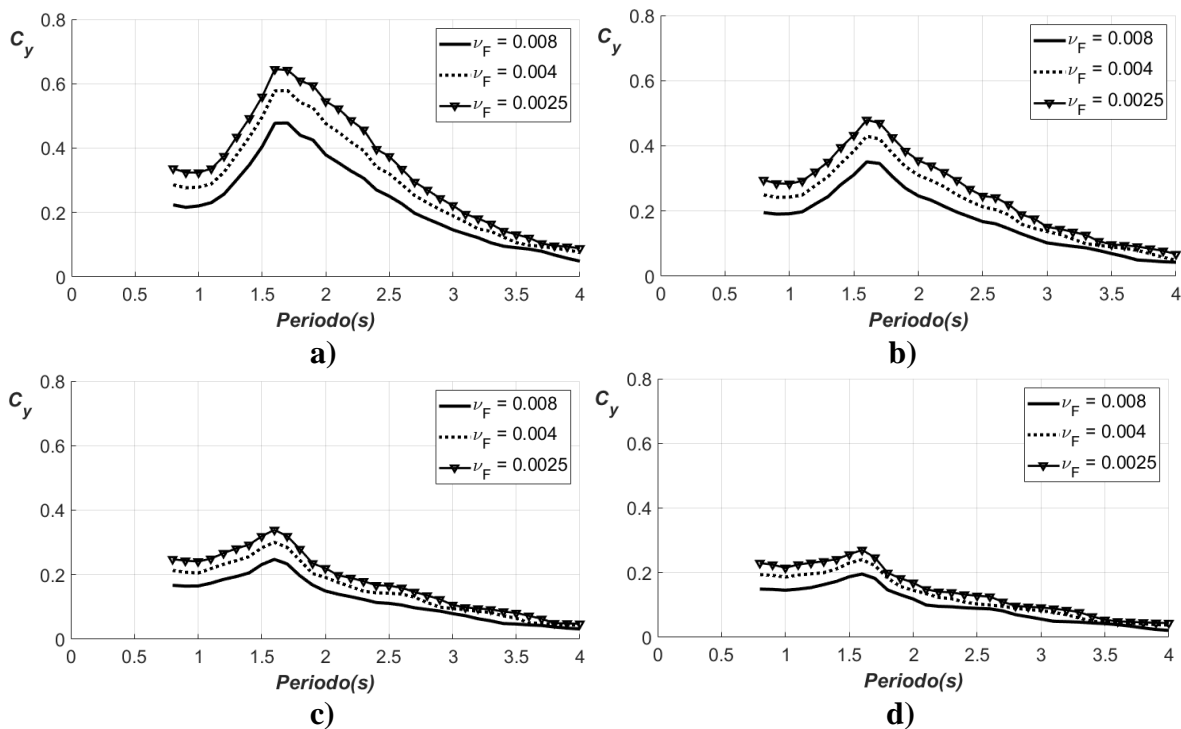 0.8
C_y
0.6
0.4
0.2
0
0 0.5 1 1.5 2 2.5 3 3.5 4
Periodo(s)
ν_F = 0.008
ν_F = 0.004
ν_F = 0.0025
a)
0.8
C_y
0.6
0.4
0.2
0
0 0.5 1 1.5 2 2.5 3 3.5 4
Periodo(s)
ν_F = 0.008
ν_F = 0.004
ν_F = 0.0025
b)
0.8
C_y
0.6
0.4
0.2
0
0 0.5 1 1.5 2 2.5 3 3.5 4
Periodo(s)
ν_F = 0.008
ν_F = 0.004
ν_F = 0.0025
c)
0.8
C_y
0.6
0.4
0.2
0
0 0.5 1 1.5 2 2.5 3 3.5 4
Periodo(s)
ν_F = 0.008
ν_F = 0.004
ν_F = 0.0025
d)